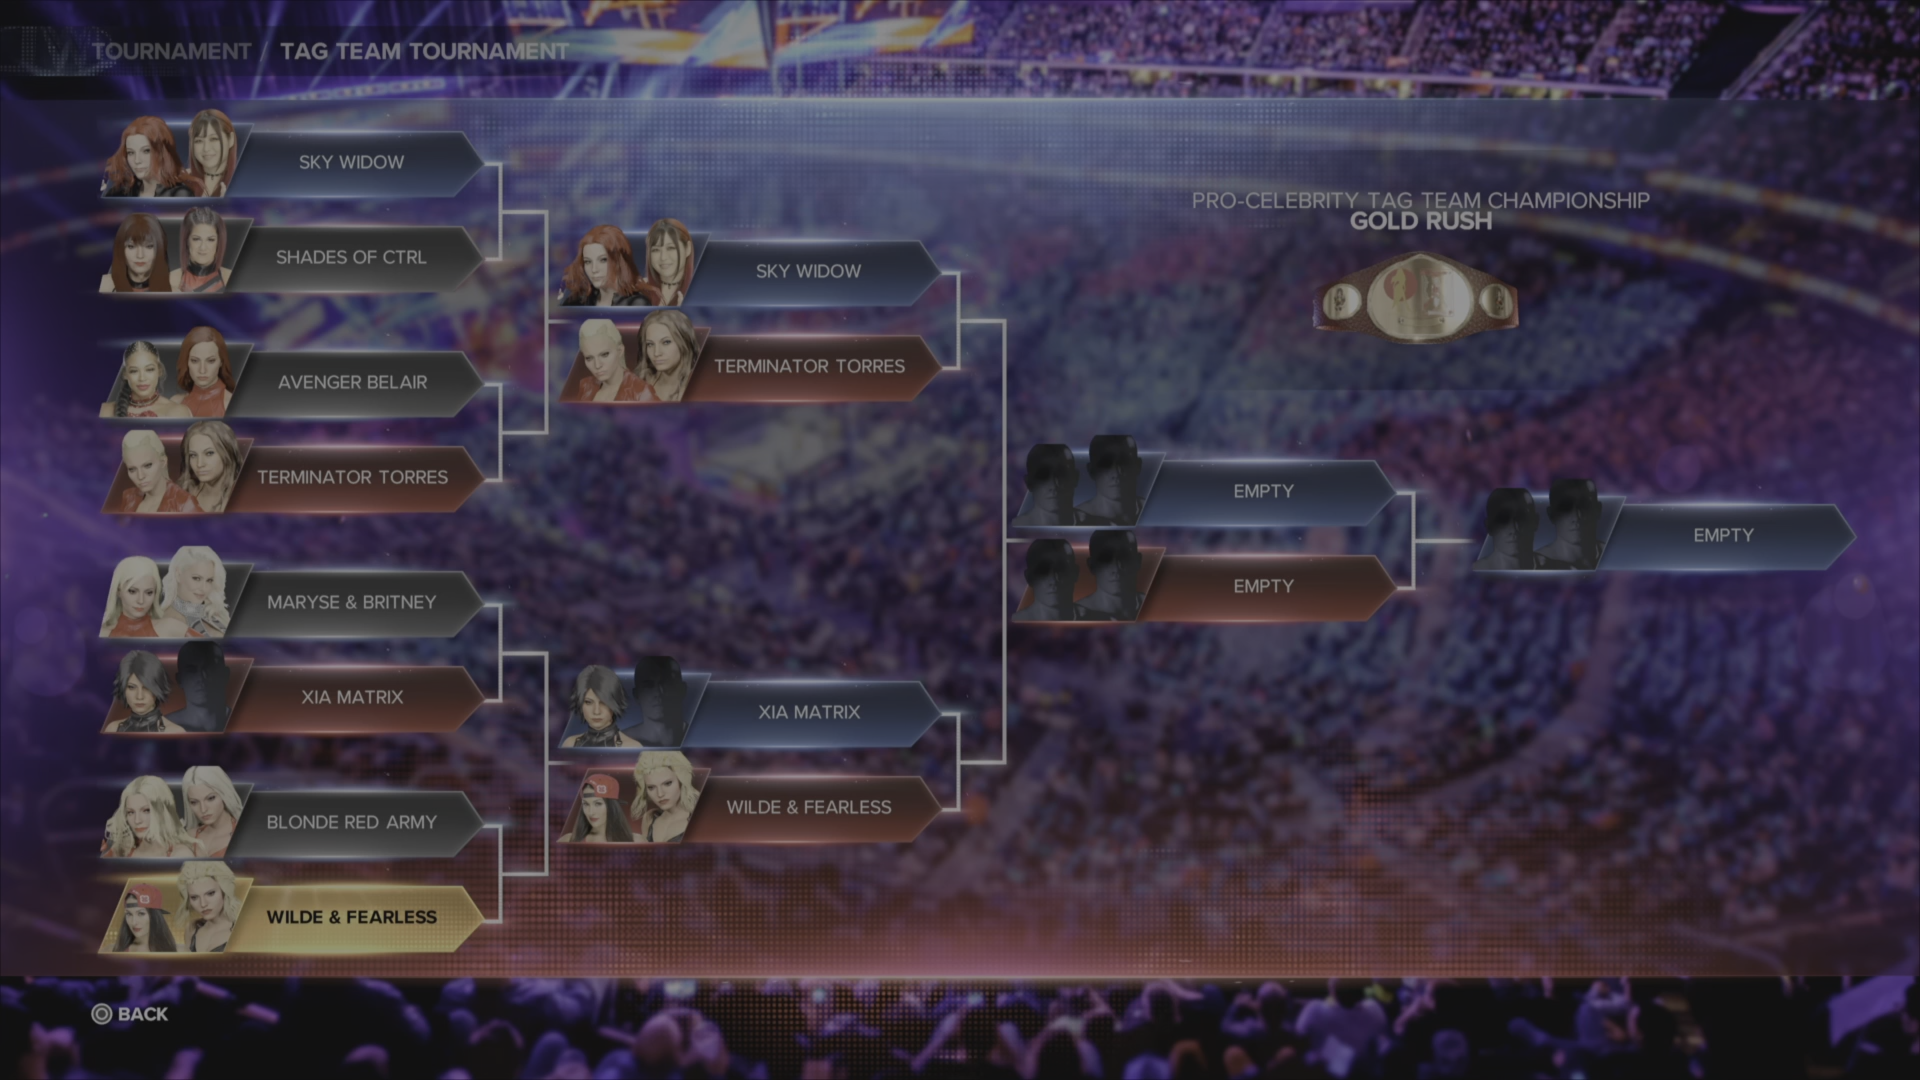 TOURNAMENT / TAG TEAM TOURNAMENT
SKY WIDOW
SHADES OF CTRL
AVENGER BELAIR
TERMINATOR TORRES
MARYSE & BRITNEY
XIA MATRIX
BLONDE RED ARMY
WILDE & FEARLESS
SKY WIDOW
TERMINATOR TORRES
XIA MATRIX
WILDE & FEARLESS
PRO-CELEBRITY TAG TEAM CHAMPIONSHIP
GOLD RUSH
EMPTY
EMPTY
EMPTY
BACK